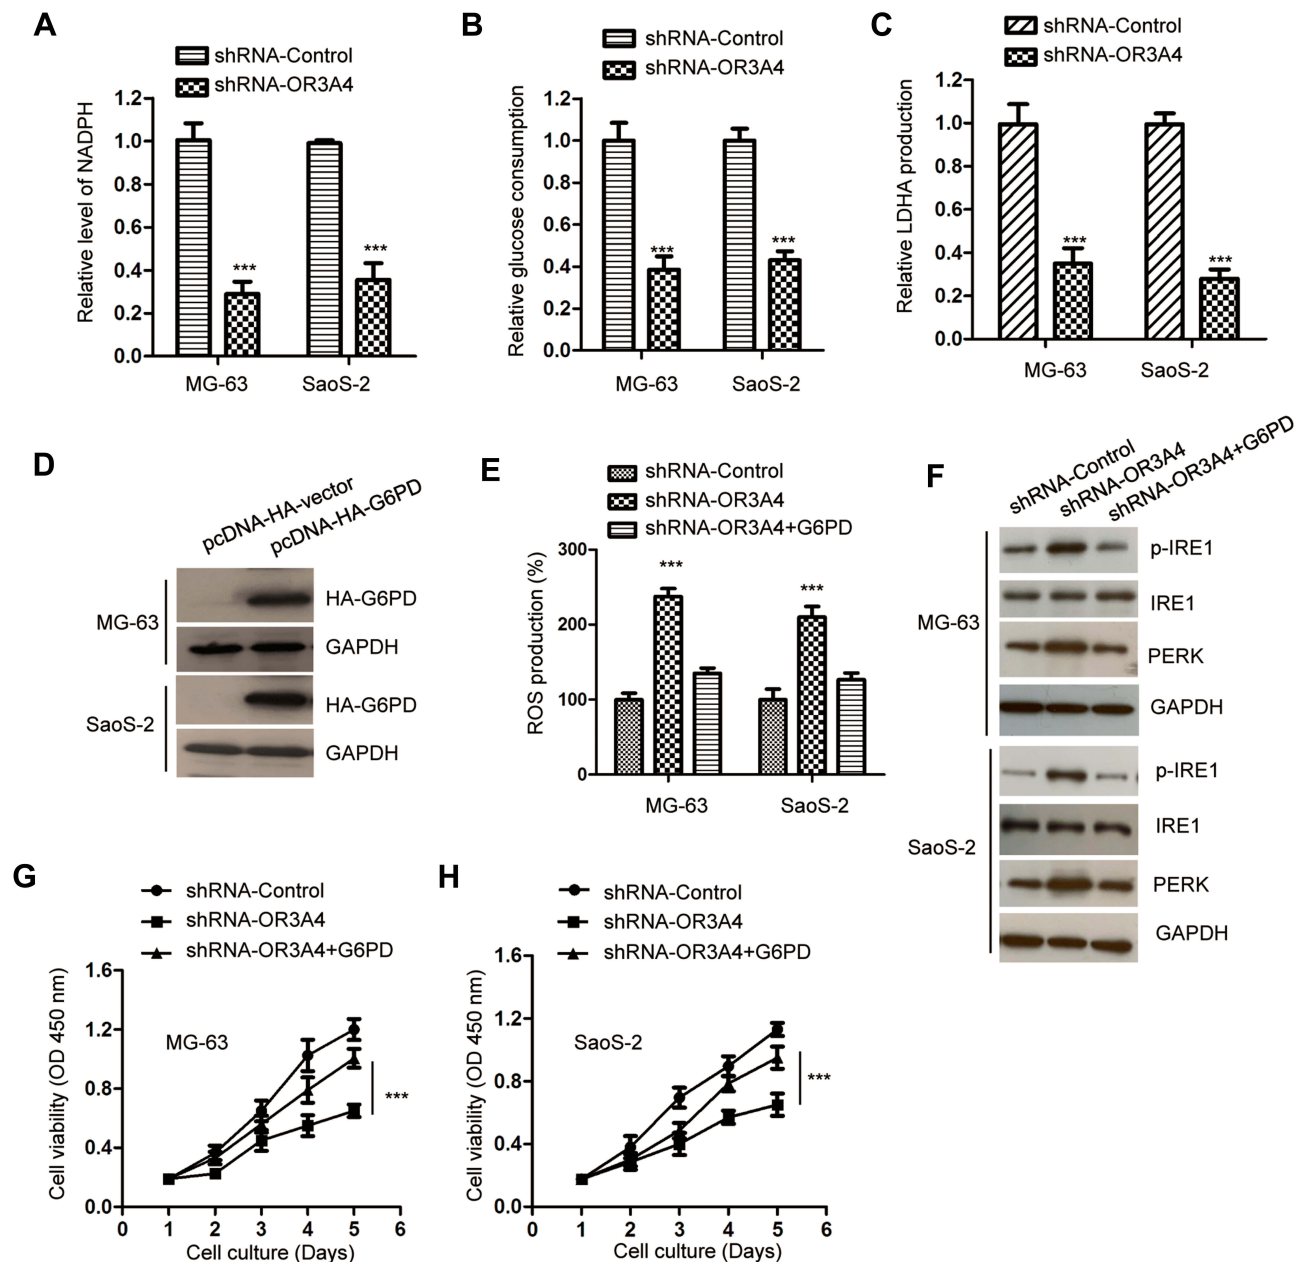 A
shRNA-Control
shRNA-OR3A4
Relative level of NADPH
1.2
1.0
0.8
0.6
0.4
0.2
0.0
***
***
MG-63
SaoS-2
B
shRNA-Control
shRNA-OR3A4
Relative glucose consumption
1.2
1.0
0.8
0.6
0.4
0.2
0.0
***
***
MG-63
SaoS-2
C
shRNA-Control
shRNA-OR3A4
Relative LDHA production
1.2
1.0
0.8
0.6
0.4
0.2
0.0
***
***
MG-63
SaoS-2
D
pcDNA-HA-vector
pcDNA-HA-G6PD
MG-63
HA-G6PD
GAPDH
SaoS-2
HA-G6PD
GAPDH
E
shRNA-Control
shRNA-OR3A4
shRNA-OR3A4+G6PD
ROS production (%)
300
200
100
0
***
***
MG-63
SaoS-2
F
shRNA-Control
shRNA-OR3A4
shRNA-OR3A4+G6PD
MG-63
p-IRE1
IRE1
PERK
GAPDH
SaoS-2
p-IRE1
IRE1
PERK
GAPDH
G
shRNA-Control
shRNA-OR3A4
shRNA-OR3A4+G6PD
Cell viability (OD 450 nm)
1.6
1.2
0.8
0.4
0.0
MG-63
***
0 1 2 3 4 5 6
Cell culture (Days)
H
shRNA-Control
shRNA-OR3A4
shRNA-OR3A4+G6PD
Cell viability (OD 450 nm)
1.6
1.2
0.8
0.4
0.0
SaoS-2
***
0 1 2 3 4 5 6
Cell culture (Days)